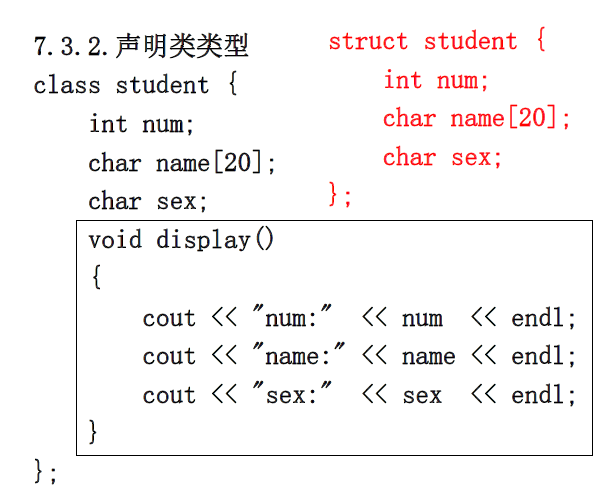 7.3.2.声明类类型
class student {
    int num;
    char name[20];
    char sex;
    void display()
    {
        cout << "num:"  << num  << endl;
        cout << "name:" << name << endl;
        cout << "sex:"  << sex  << endl;
    }
};
struct student {
    int num;
    char name[20];
    char sex;
};